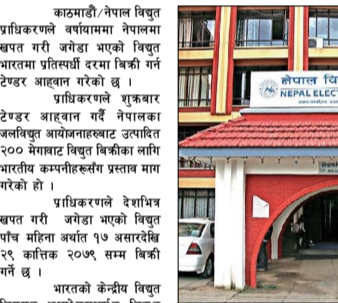 काठमाडौं/नेपाल विद्युत
प्राधिकरणले वर्षायाममा नेपालमा
खपत गरी जगेडा भएको विद्युत
भारतमा प्रतिस्पर्धी दरमा बिक्री गर्न
टेण्डर आह्वान गरेको छ ।
प्राधिकरणले शुक्रबार
टेण्डर आह्वान गर्दै नेपालका
जलविद्युत आयोजनाहरुबाट उत्पादित
२०० मेगावाट विद्युत बिक्रीका लागि
भारतीय कम्पनीहरूसँग प्रस्ताव माग
गरेको हो ।
प्राधिकरणले देशभित्र
खपत गरी जगेडा भएको विद्युत
पाँच महिना अर्थात १७ असारदेखि
२९ कात्तिक २०७९ सम्म बिक्री
गर्ने छ ।
भारतको केन्द्रीय विद्युत
नेपाल वि
NEPAL ELECT